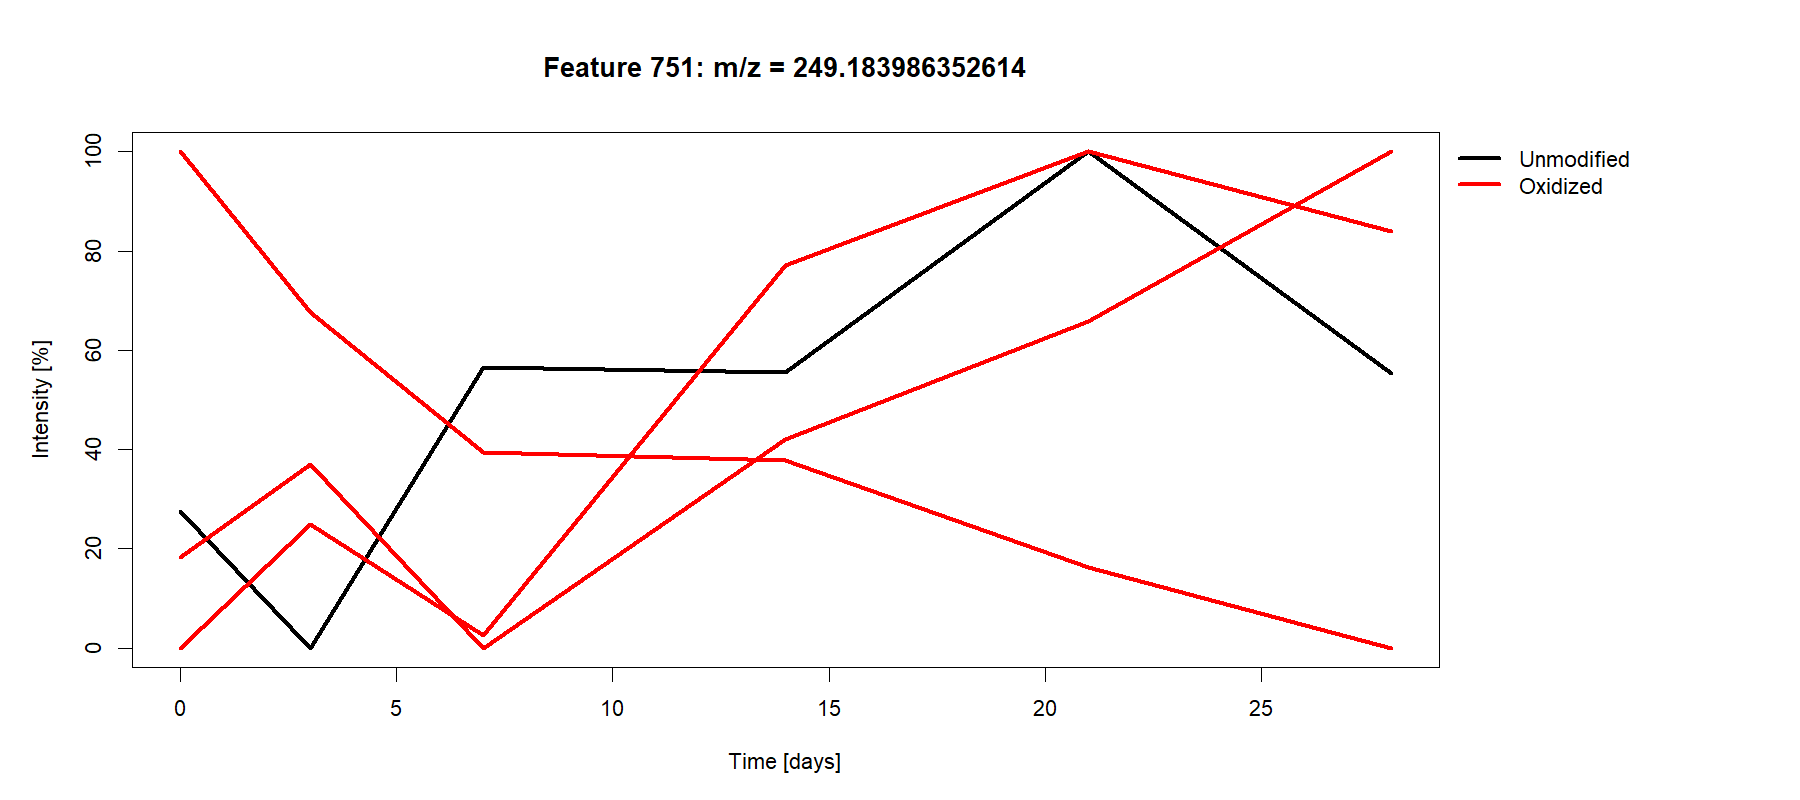 Feature 751: m/z = 249.183986352614
Unmodified
Oxidized
Intensity [%]
100
80
60
40
20
0
0 5 10 15 20 25
Time [days]